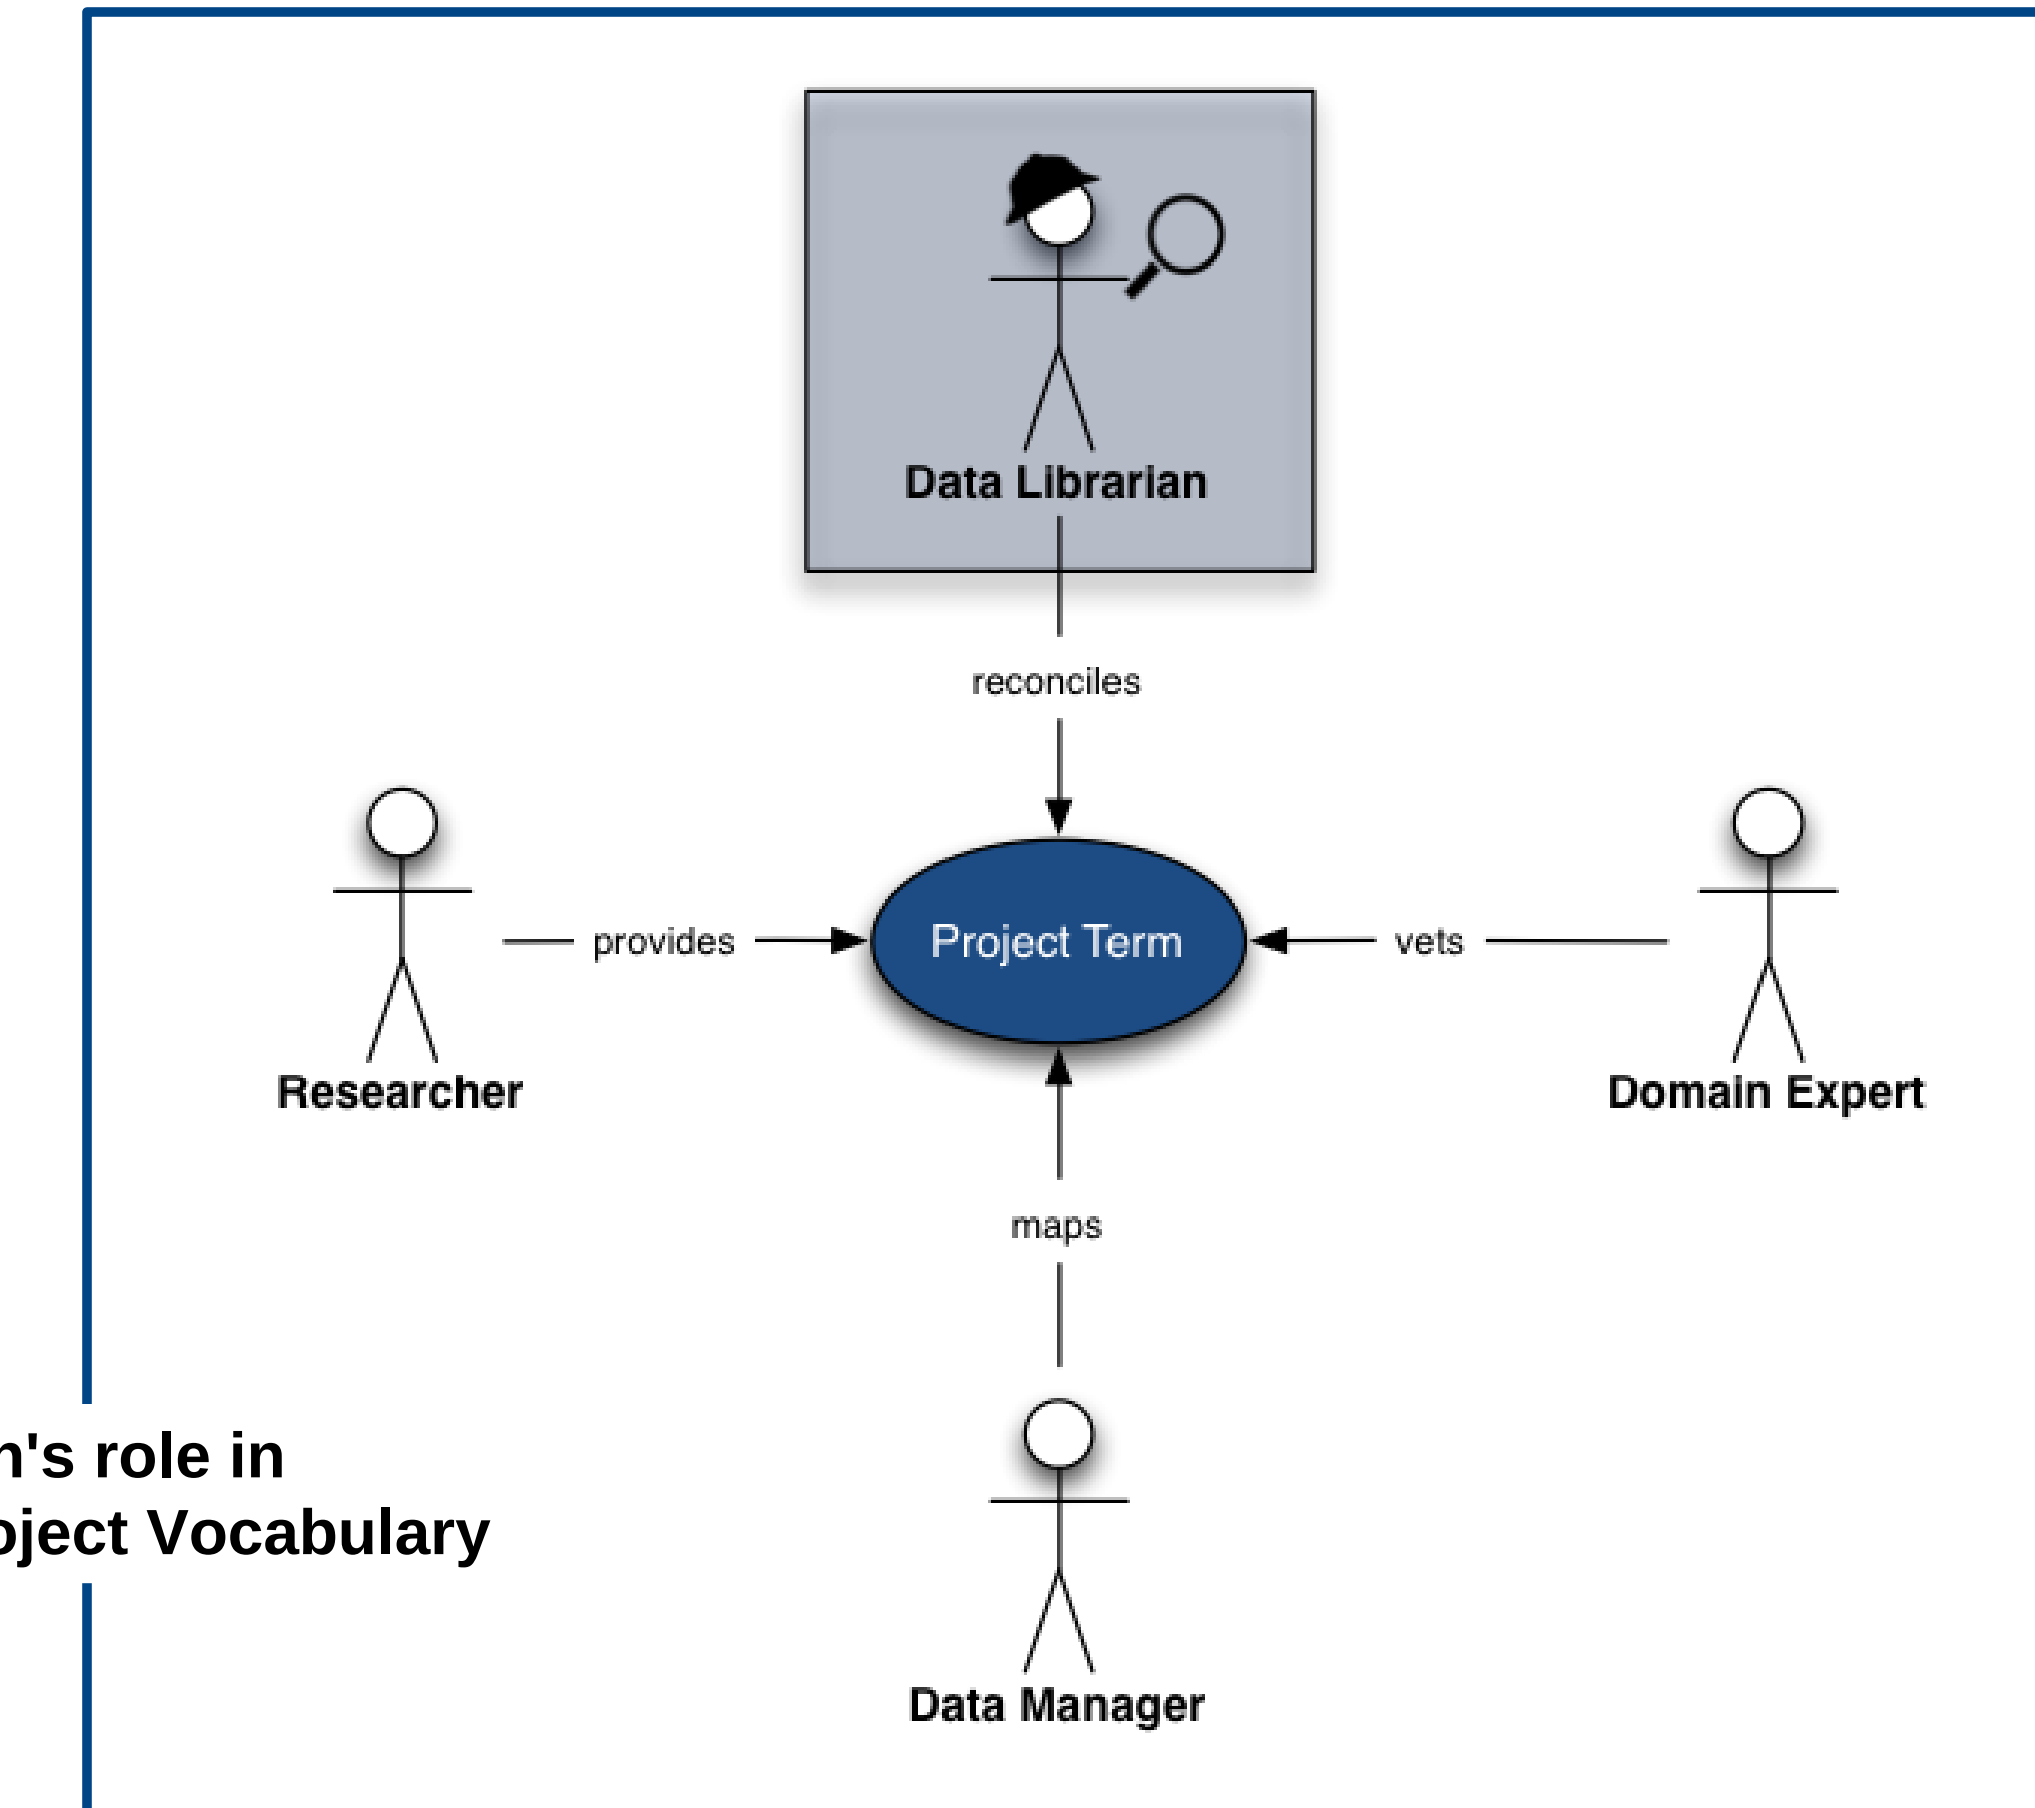 Data Librarian
reconciles
provides
Project Term
vets
Researcher
Domain Expert
maps
n's role in
oject Vocabulary
Data Manager